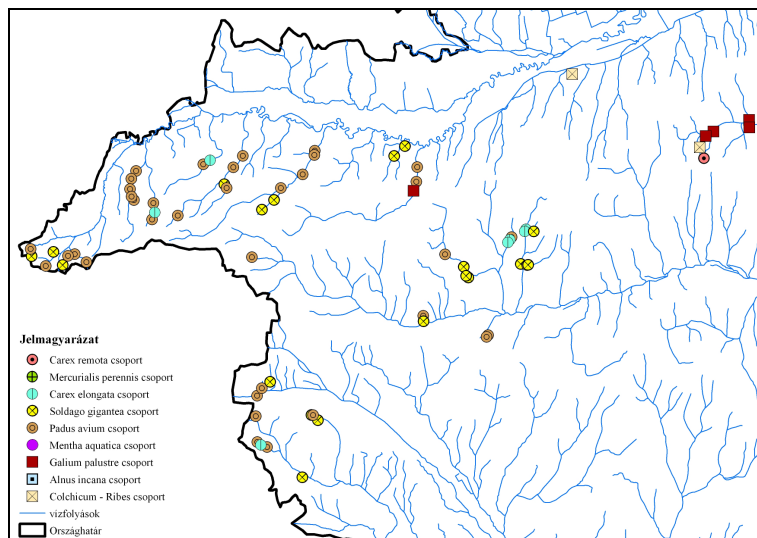 Jelmagyarázat
Carex remota csoport
Mercurialis perennis csoport
Carex elongata csoport
Soldago gigantea csoport
Padus avium csoport
Mentha aquatica csoport
Galium palustre csoport
Alnus incana csoport
Colchicum - Ribes csoport
vízfolyások
Országhatár